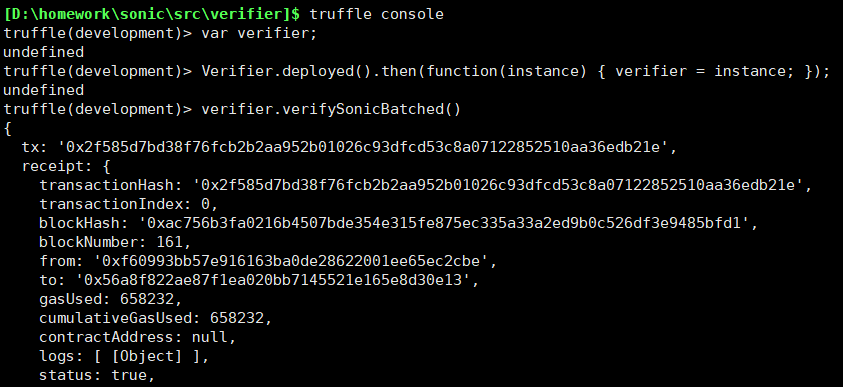 [D:\homework\sonic\src\verifier]$ truffle console
truffle(development)> var verifier;
undefined
truffle(development)> Verifier.deployed().then(function(instance) { verifier = instance; });
undefined
truffle(development)> verifier.verifySonicBatched()
{
  tx: '0x2f585d7bd38f76fcb2b2aa952b01026c93dfcd53c8a07122852510aa36edb21e',
  receipt: {
    transactionHash: '0x2f585d7bd38f76fcb2b2aa952b01026c93dfcd53c8a07122852510aa36edb21e',
    transactionIndex: 0,
    blockHash: '0xac756b3fa0216b4507bde354e315fe875ec335a33a2ed9b0c526df3e9485bfd1',
    blockNumber: 161,
    from: '0xf60993bb57e916163ba0de28622001ee65ec2cbe',
    to: '0x56a8f822ae87f1ea020bb7145521e165e8d30e13',
    gasUsed: 658232,
    cumulativeGasUsed: 658232,
    contractAddress: null,
    logs: [ [Object] ],
    status: true,